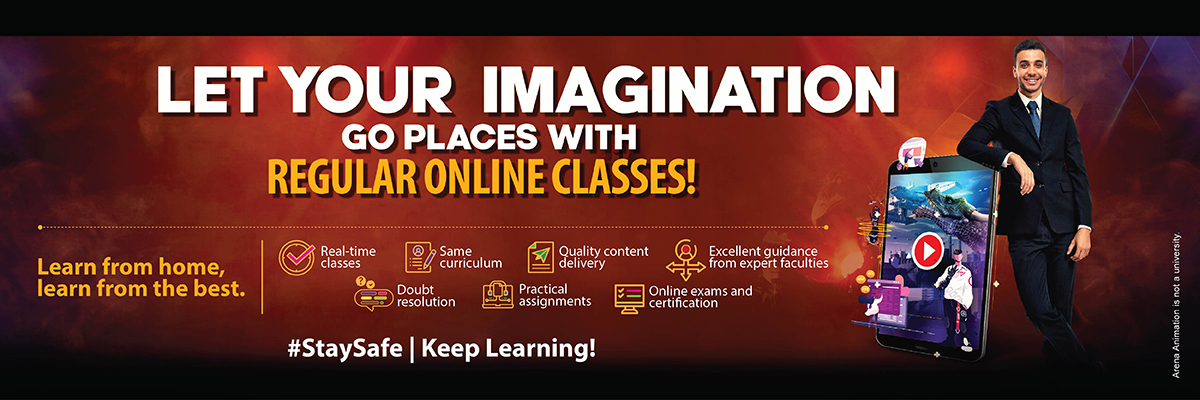 LET YOUR IMAGINATION
GO PLACES WITH
REGULAR ONLINE CLASSES!
Learn from home,
learn from the best.
Real-time
classes
Same
curriculum
Quality content
delivery
Excellent guidance
from expert faculties
Doubt
resolution
Practical
assignments
Online exams and
certification
#StaySafe | Keep Learning!
Arena Animation is not a university.